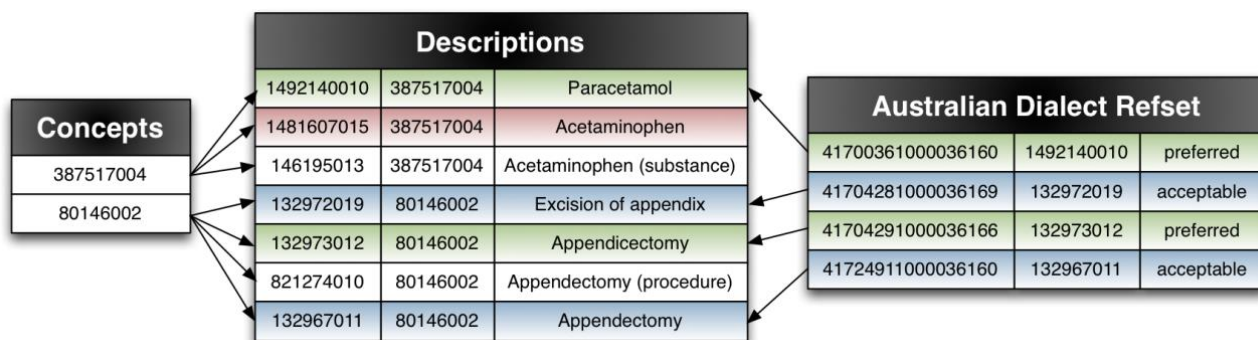 Concepts
387517004
80146002
Descriptions
1492140010 387517004 Paracetamol
1481607015 387517004 Acetaminophen
146195013 387517004 Acetaminophen (substance)
132972019 80146002 Excision of appendix
132973012 80146002 Appendicectomy
821274010 80146002 Appendectomy (procedure)
132967011 80146002 Appendectomy
Australian Dialect Refset
41700361000036160 1492140010 preferred
41704281000036169 132972019 acceptable
41704291000036166 132973012 preferred
41724911000036160 132967011 acceptable